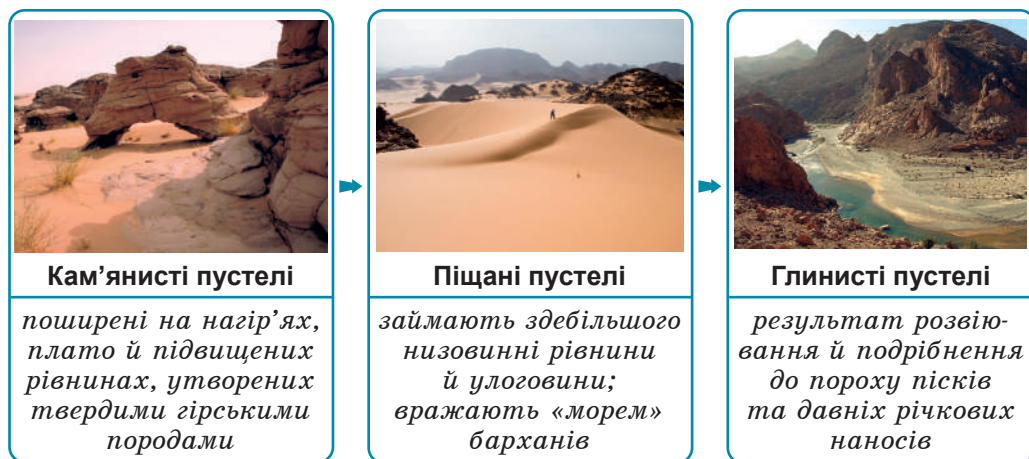 Кам’янисті пустелі
поширені на нагір’ях,
плато й підвищених
рівнинах, утворених
твердими гірськими
породами
Піщані пустелі
займають здебільшого
низовинні рівнини
й улоговини;
вражають «морем»
барханів
Глинисті пустелі
результат розвію-
вання й подрібнення
до пороху пісків
та давніх річкових
наносів